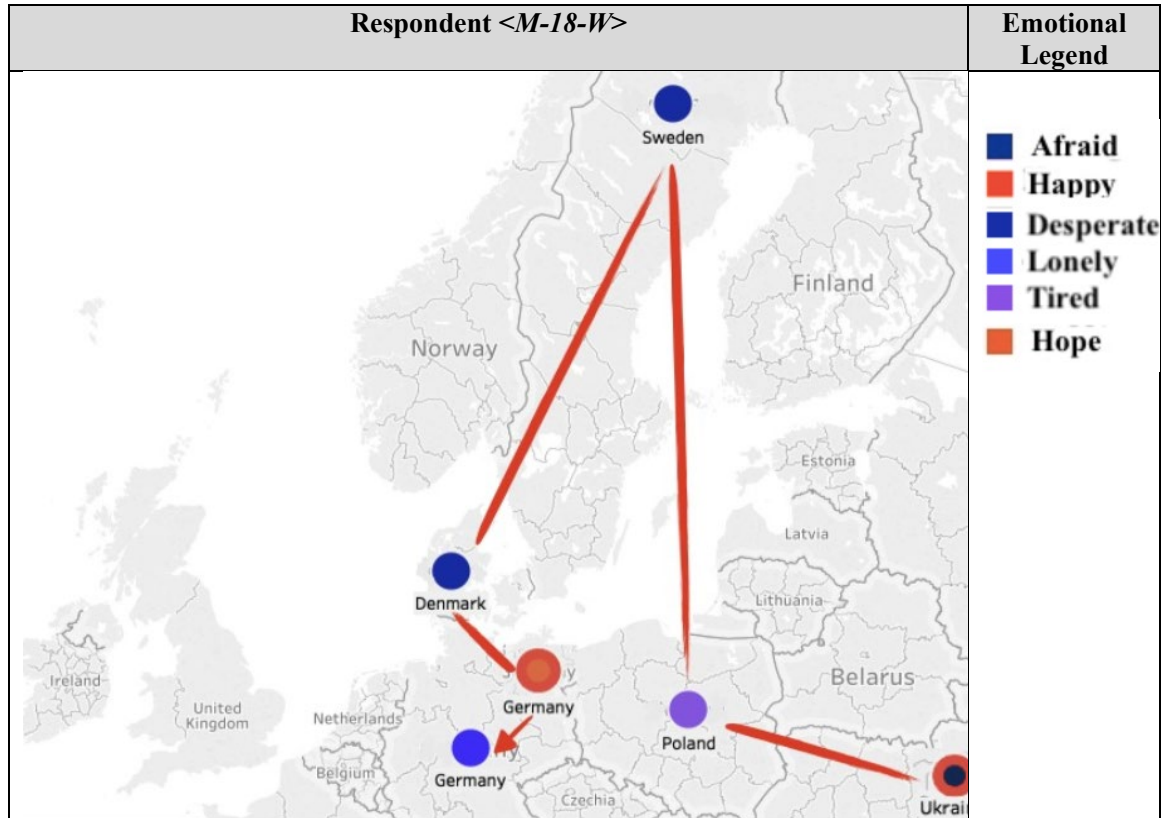 Respondent <M-18-W>
Emotional
Legend
Sweden
Afraid
Happy
Desperate
Lonely
Tired
Hope
Finland
Norway
Estonia
Latvia
Denmark
Lithuania
Ireland
United
Kingdom
Netherlands
Germany
Belarus
Poland
Belgium
Germany
Czechia
Ukrai